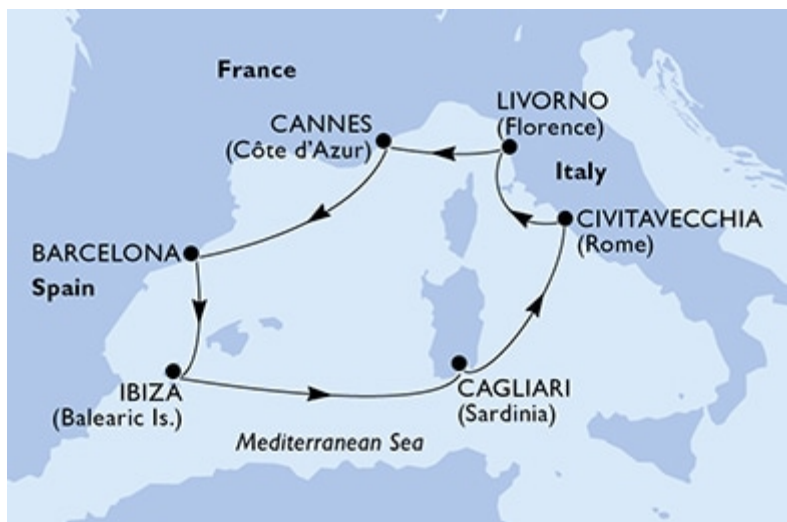 France
LIVORNO
(Florence)
CANNES
(Côte d'Azur)
Italy
CIVITAVECCHIA
(Rome)
BARCELONA
Spain
IBIZA
(Balearic Is.)
CAGLIARI
(Sardinia)
Mediterranean Sea